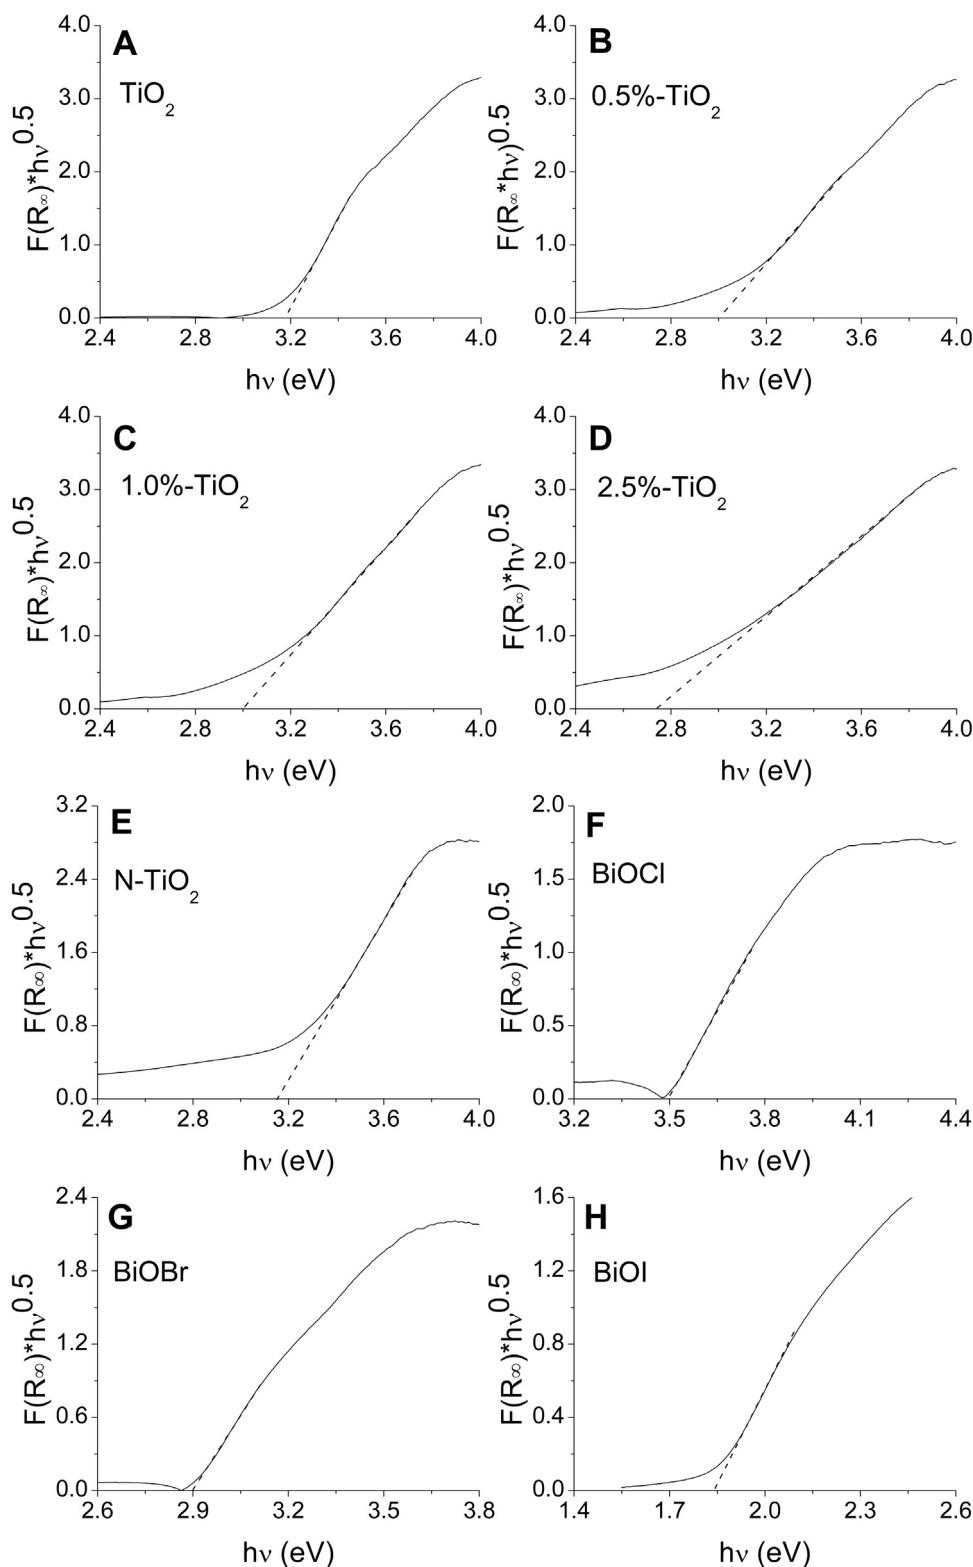 A
TiO2
4.0
3.0
2.0
1.0
0.0
F(R∞)*hν0.5
2.4 2.8 3.2 3.6 4.0
hν (eV)
B
0.5%-TiO2
4.0
3.0
2.0
1.0
0.0
F(R∞*hν)0.5
2.4 2.8 3.2 3.6 4.0
hν (eV)
C
1.0%-TiO2
4.0
3.0
2.0
1.0
0.0
F(R∞)*hν0.5
2.4 2.8 3.2 3.6 4.0
hν (eV)
D
2.5%-TiO2
4.0
3.0
2.0
1.0
0.0
F(R∞)*hν0.5
2.4 2.8 3.2 3.6 4.0
hν (eV)
E
N-TiO2
3.2
2.4
1.6
0.8
0.0
F(R∞)*hν0.5
2.4 2.8 3.2 3.6 4.0
hν (eV)
F
BiOCl
2.0
1.5
1.0
0.5
0.0
F(R∞)*hν0.5
3.2 3.5 3.8 4.1 4.4
hν (eV)
G
BiOBr
2.4
1.8
1.2
0.6
0.0
F(R∞)*hν0.5
2.6 2.9 3.2 3.5 3.8
hν (eV)
H
BiOI
1.6
1.2
0.8
0.4
0.0
F(R∞)*hν0.5
1.4 1.7 2.0 2.3 2.6
hν (eV)